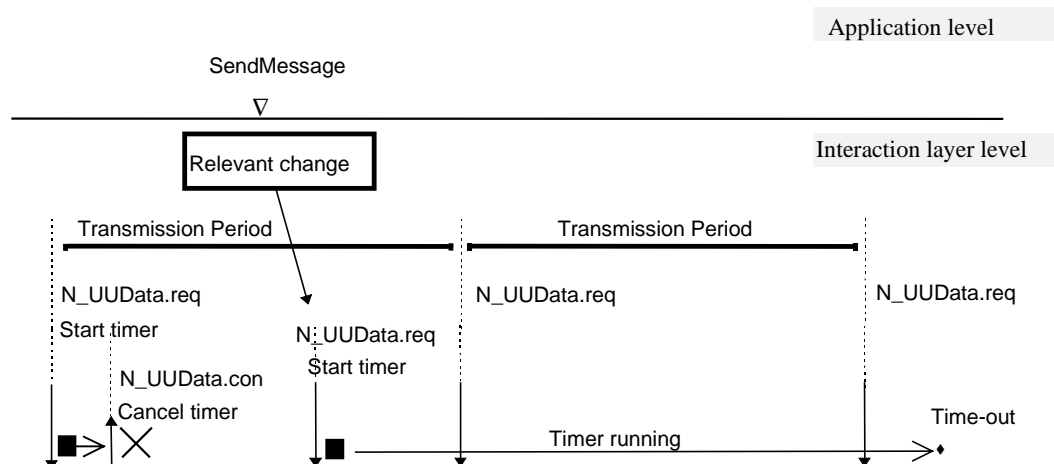 Application level
SendMessage
Relevant change
Interaction layer level
Transmission Period
Transmission Period
N_UUData.req
N_UUData.req
N_UUData.req
Start timer
N_UUData.req
Start timer
N_UUData.con
Cancel timer
Time-out
Timer running